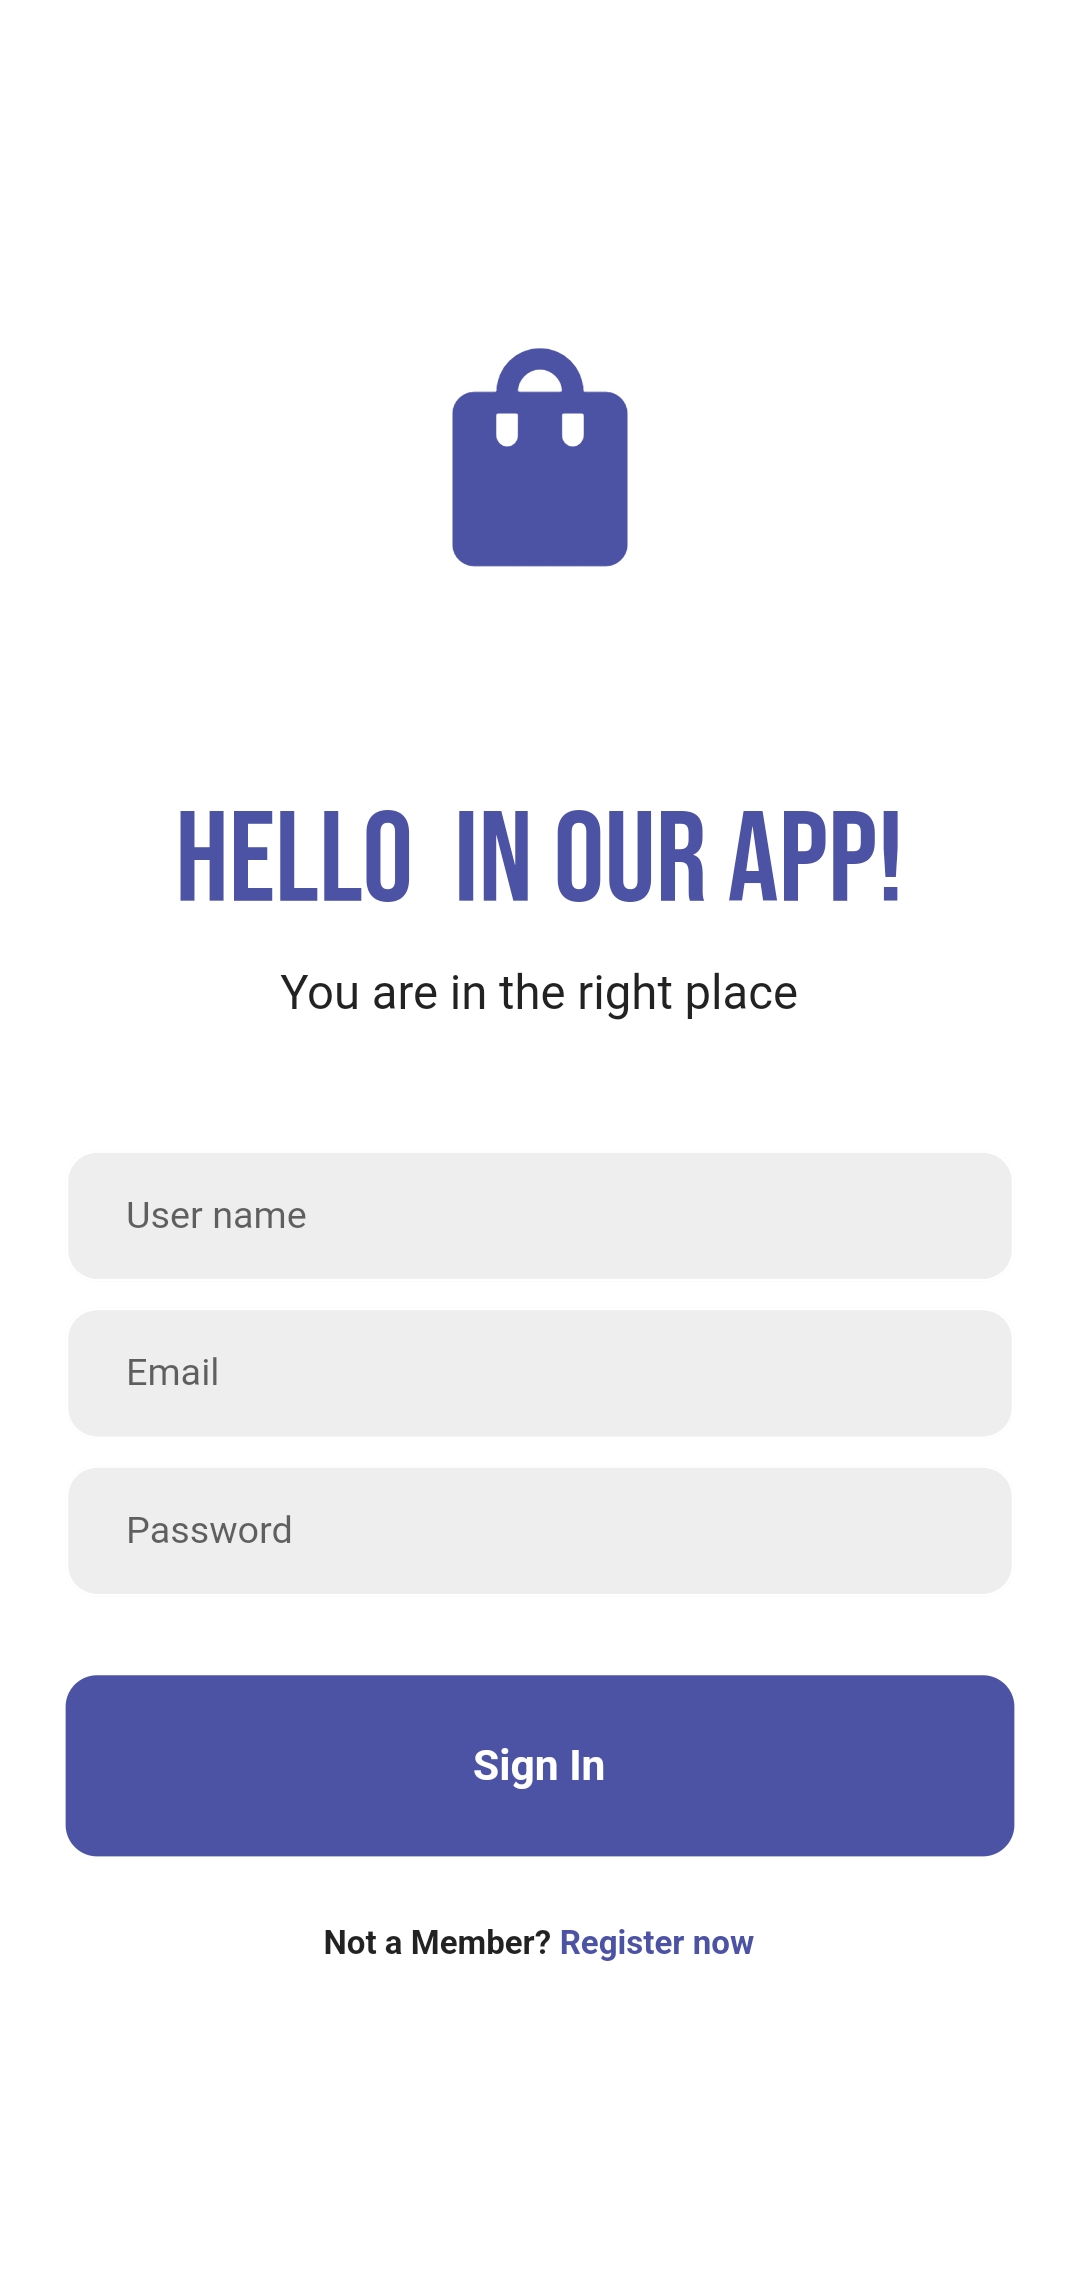 HELLO  IN OUR APP!
You are in the right place
User name
Email
Password
Sign In
Not a Member? Register now